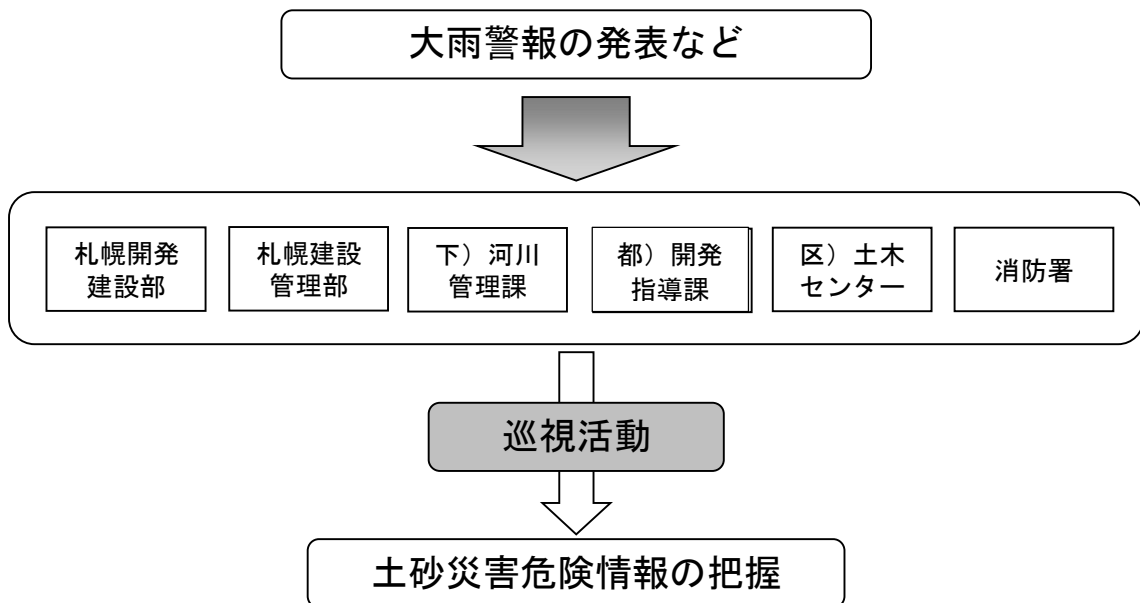 大雨警報の発表など
札幌開発
建設部
札幌建設
管理部
下）河川
管理課
都）開発
指導課
区）土木
センター
消防署
巡視活動
土砂災害危険情報の把握